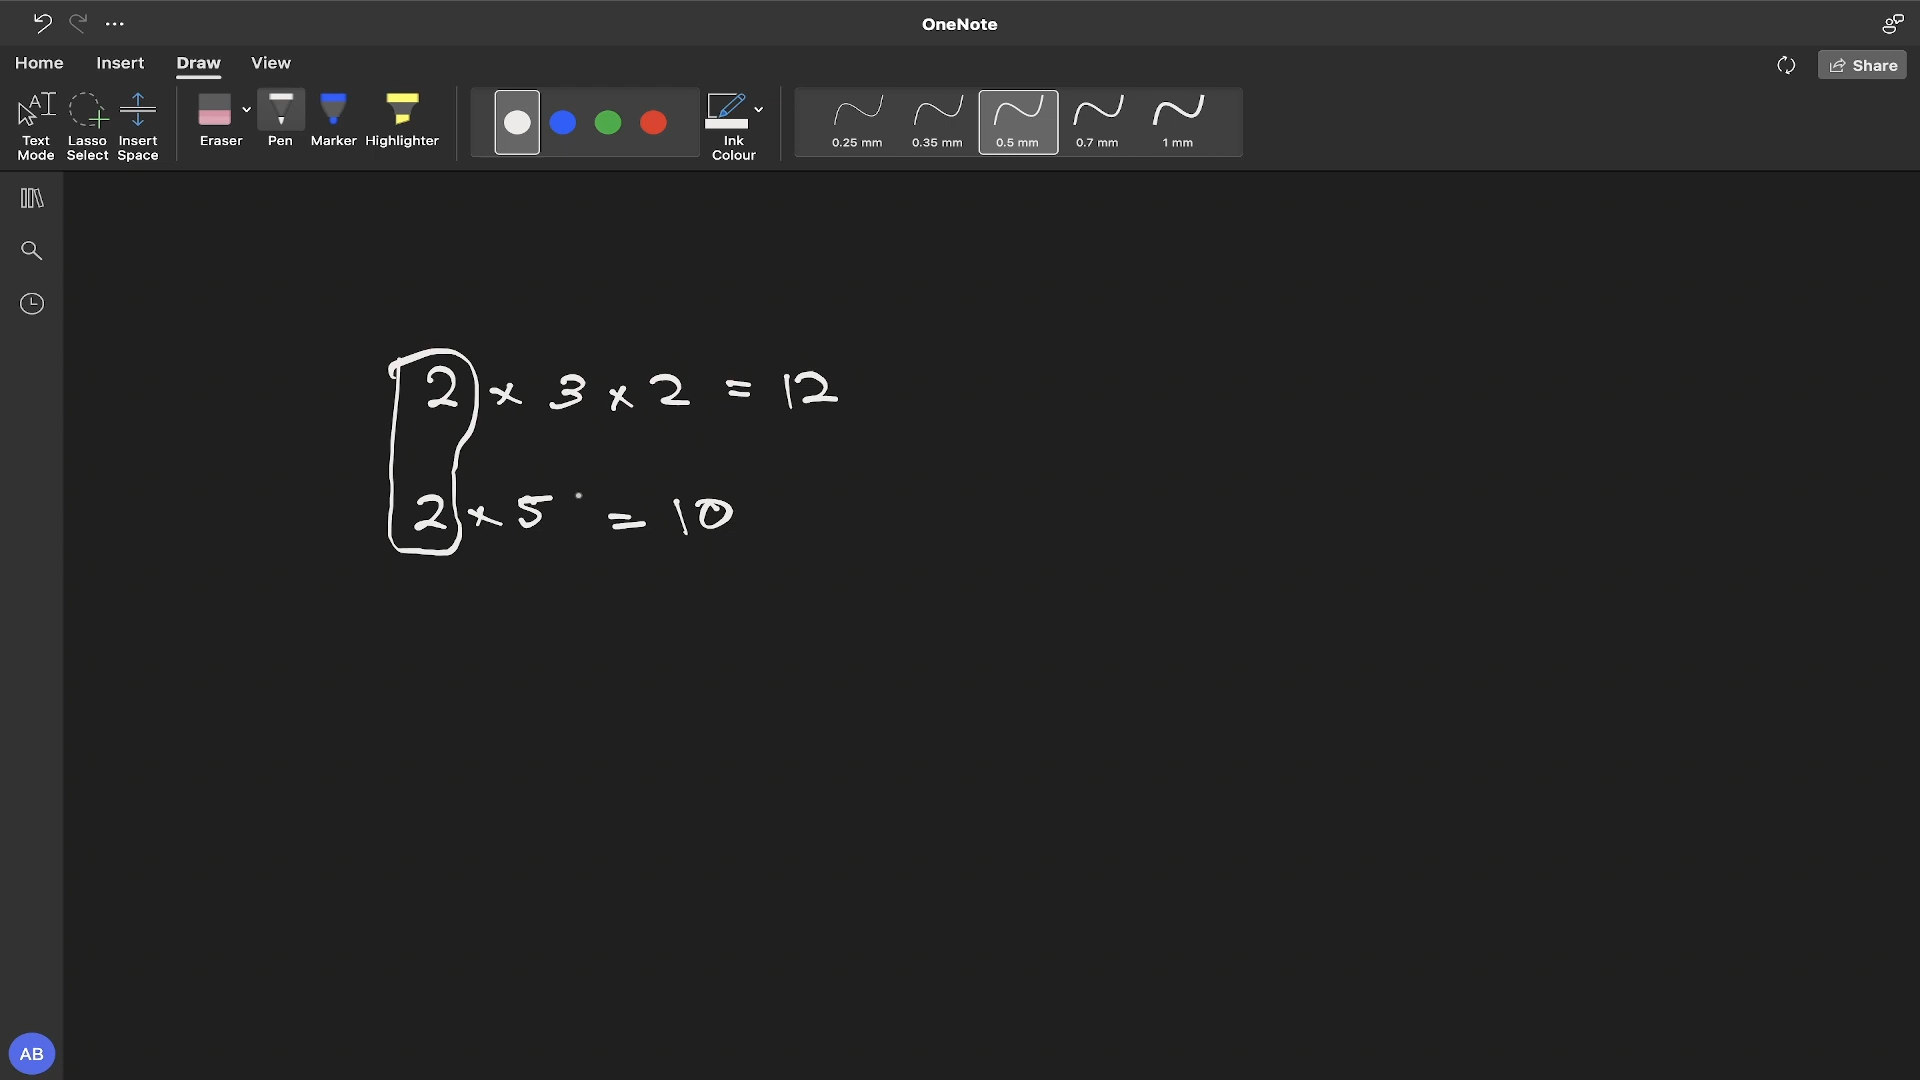 OneNote
Home Insert Draw View
Share
Text Mode
Lasso Select
Insert Space
Eraser
Pen
Marker
Highlighter
Ink Colour
0.25 mm
0.35 mm
0.5 mm
0.7 mm
1 mm
2 × 3 × 2 = 12
2 × 5 = 10
AB